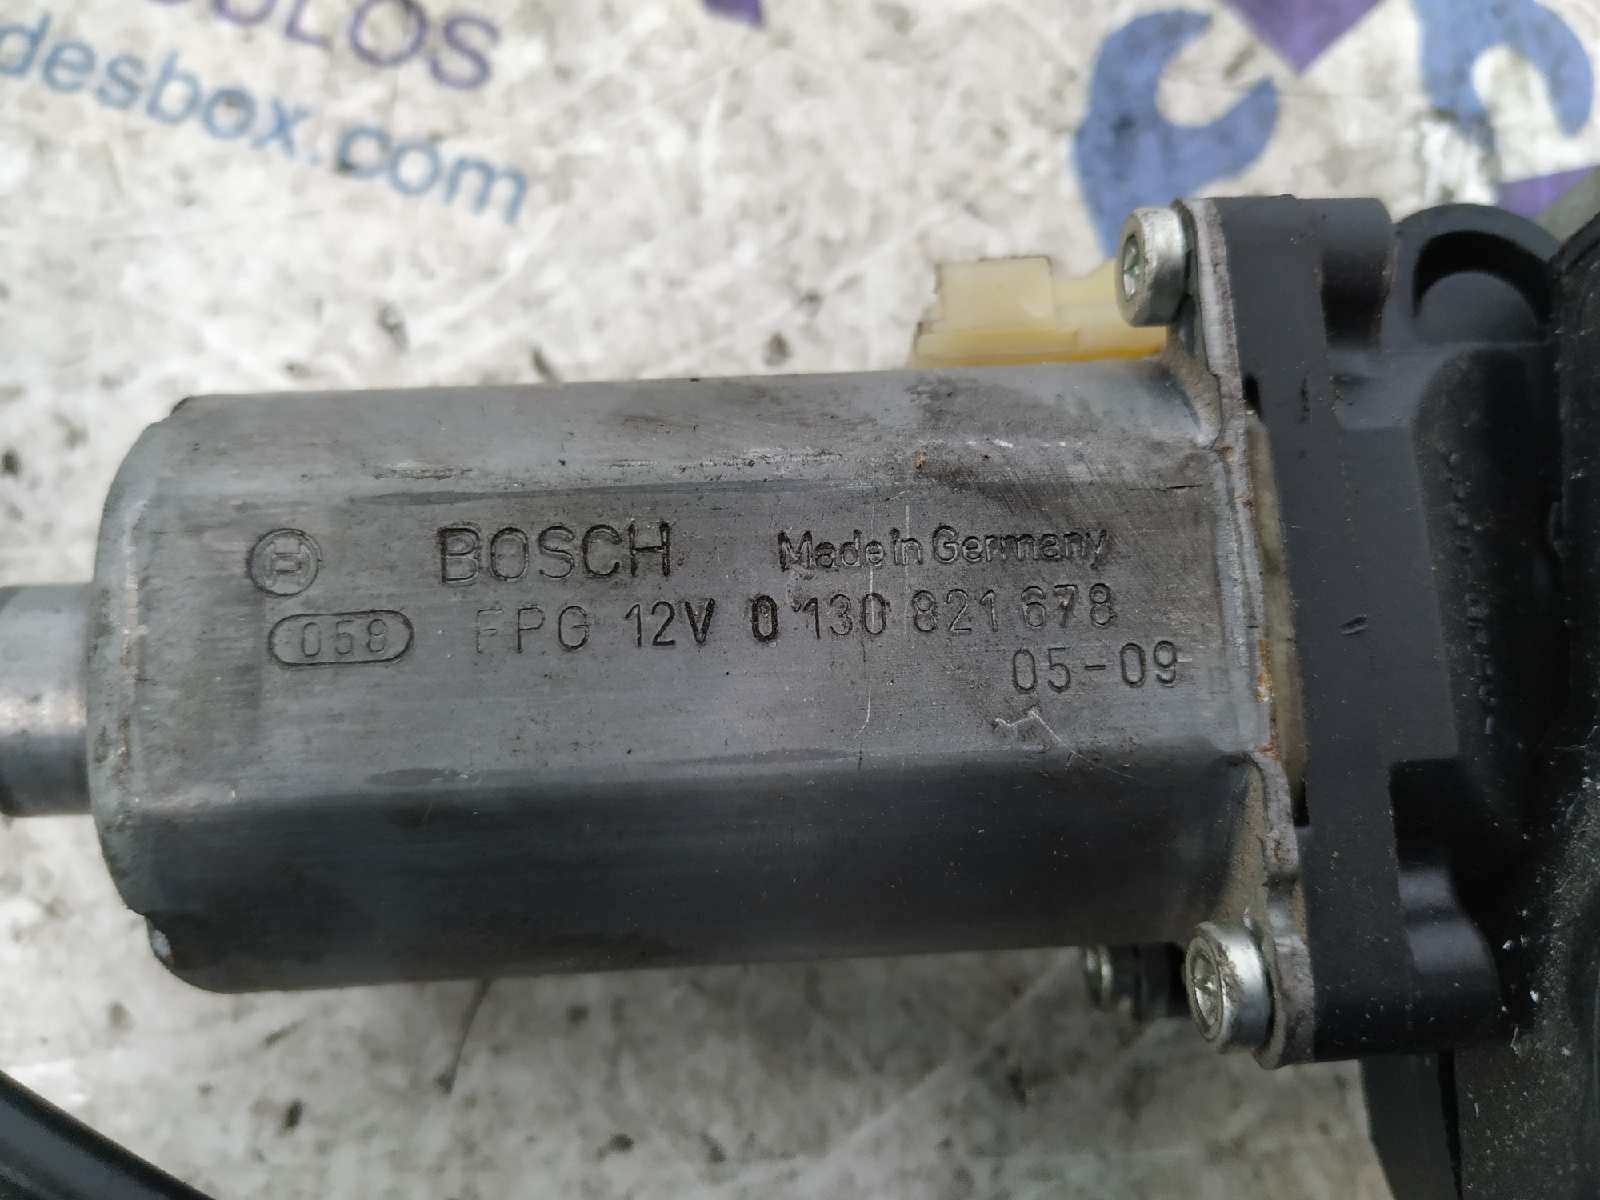 desbox.com
BOSCH Made in Germany
058 FPG 12V 0 130 821 678
05-09